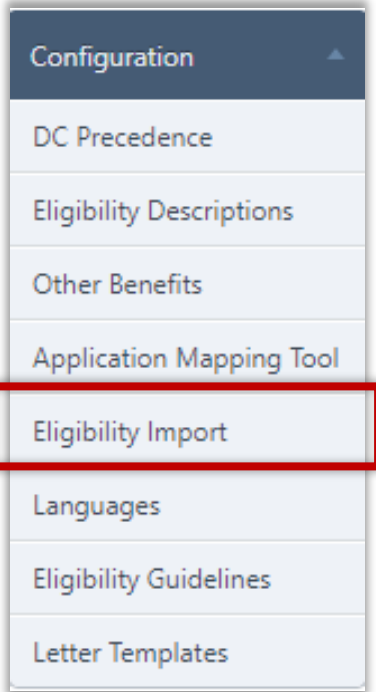 Configuration
DC Precedence
Eligibility Descriptions
Other Benefits
Application Mapping Tool
Eligibility Import
Languages
Eligibility Guidelines
Letter Templates